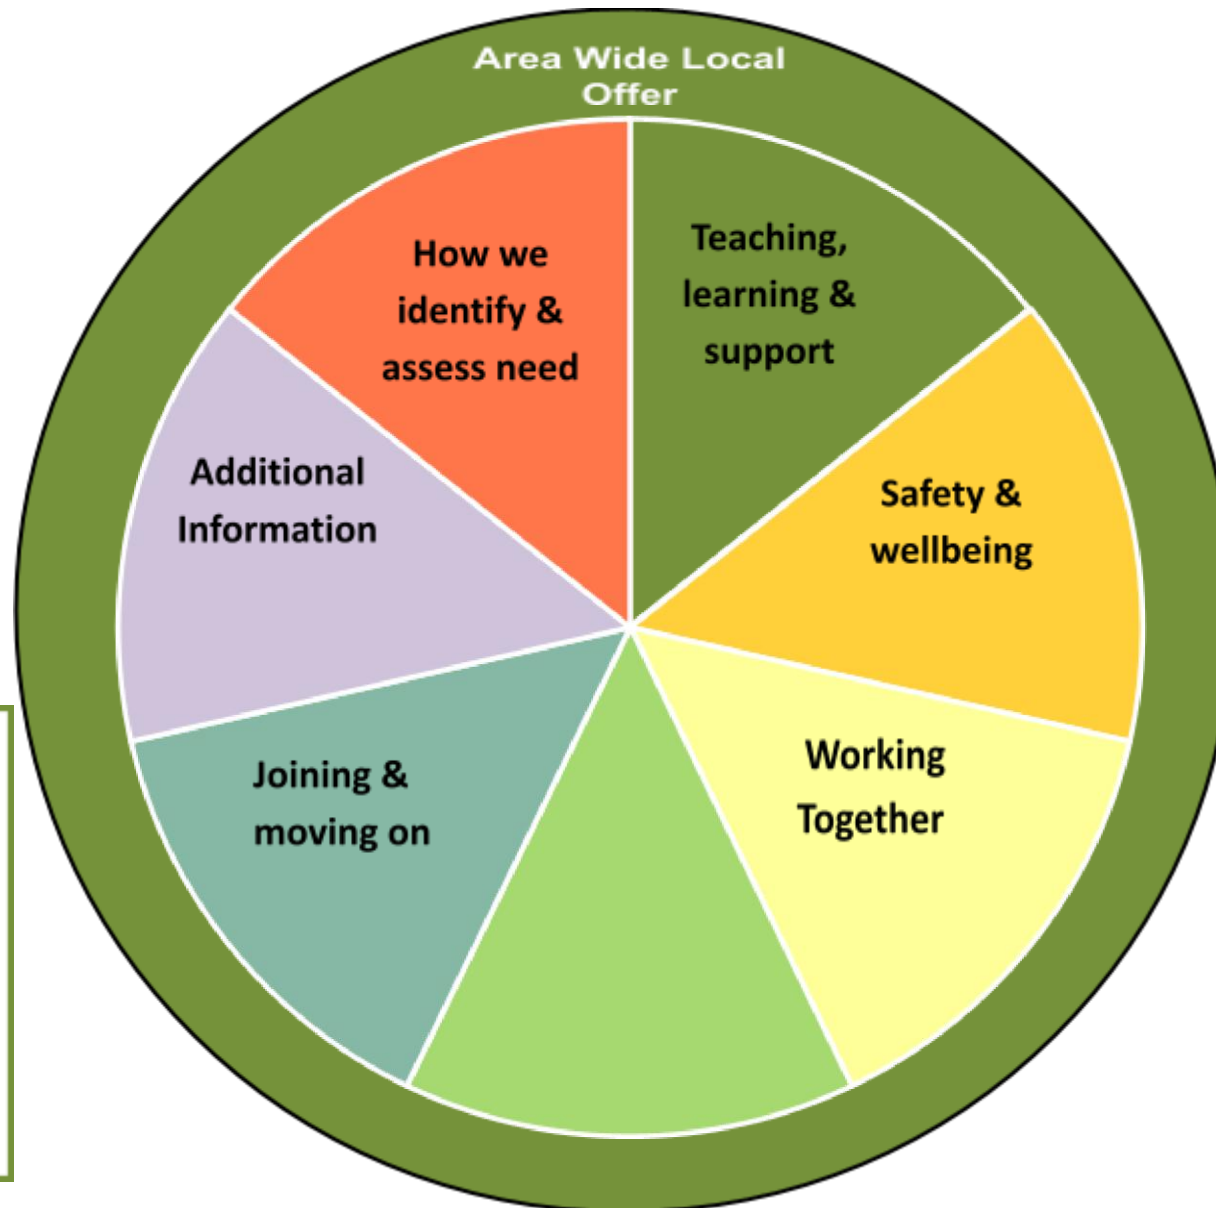 Area Wide Local
Offer
How we
identify &
assess need
Teaching,
learning &
support
Additional
Information
Safety &
wellbeing
Joining &
moving on
Working
Together